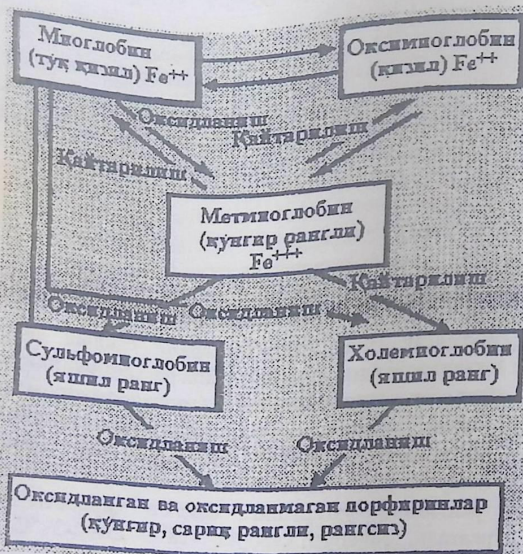 Миоглобин
(тўқ қизил) Fe++
Оксимиоглобин
(қизил) Fe++
Оксидланиш
Қайтарилиш
Қайтарилиш
Метмиоглобин
(қўнғир рангли)
Fe+++
Қайтарилиш
Оксидланиш
Оксидланиш
Сульфомиоглобин
(яшил ранг)
Холемиоглобин
(яшил ранг)
Оксидланиш
Оксидланиш
Оксидланган ва оксидланмаган порфиринлар
(қўнғир, сариқ рангли, рангсиз)